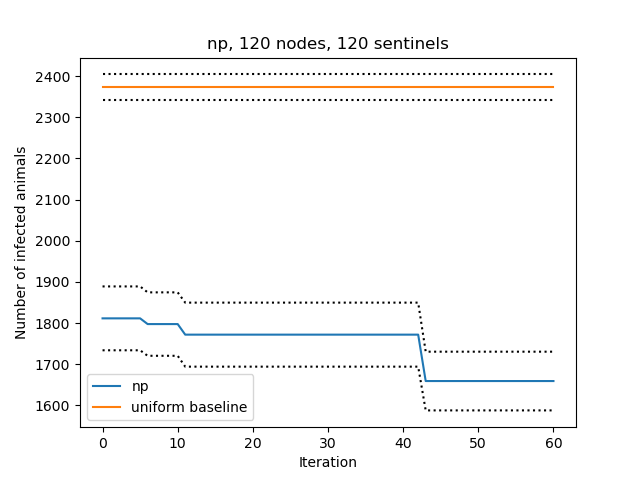 np, 120 nodes, 120 sentinels
Number of infected animals
2400
2300
2200
2100
2000
1900
1800
1700
1600
np
uniform baseline
0 10 20 30 40 50 60
Iteration